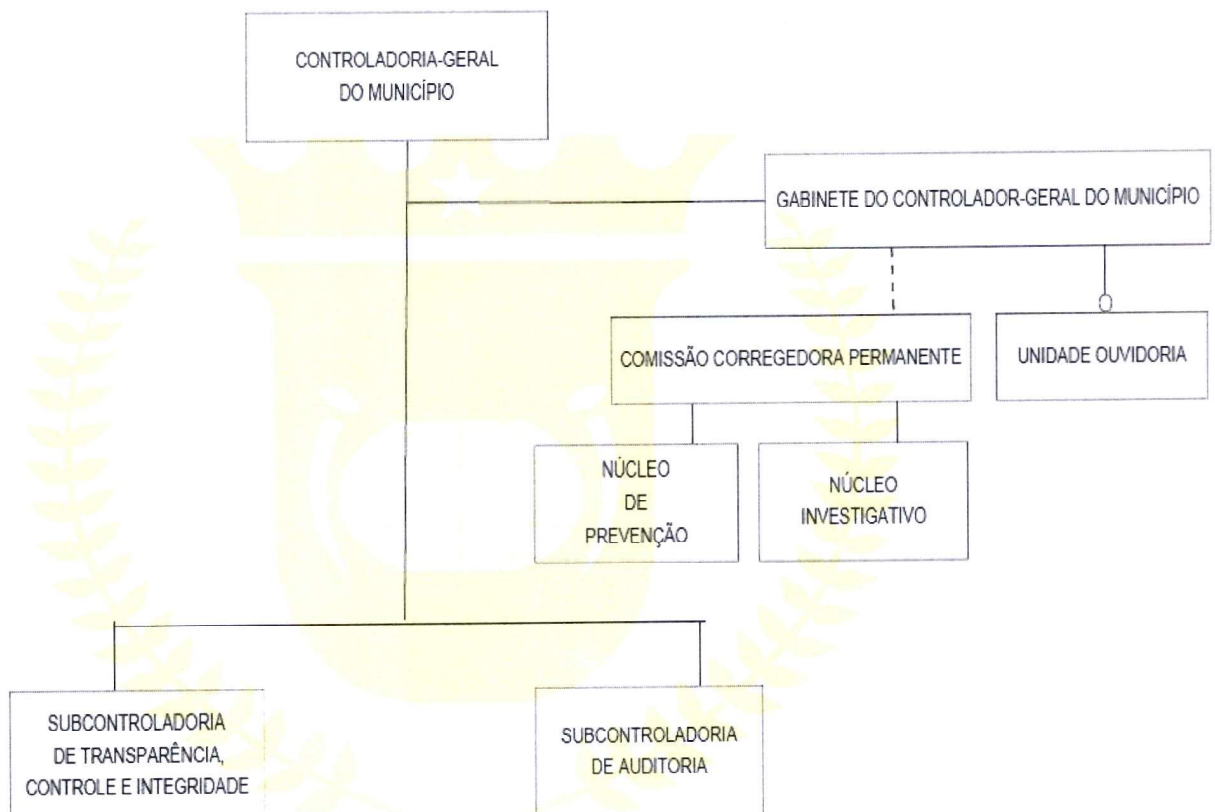 CONTROLADORIA-GERAL
DO MUNICÍPIO
GABINETE DO CONTROLADOR-GERAL DO MUNICÍPIO
COMISSÃO CORREGEDORA PERMANENTE
UNIDADE OUVIDORIA
NÚCLEO
DE
PREVENÇÃO
NÚCLEO
INVESTIGATIVO
SUBCONTROLADORIA
DE TRANSPARÊNCIA,
CONTROLE E INTEGRIDADE
SUBCONTROLADORIA
DE AUDITORIA